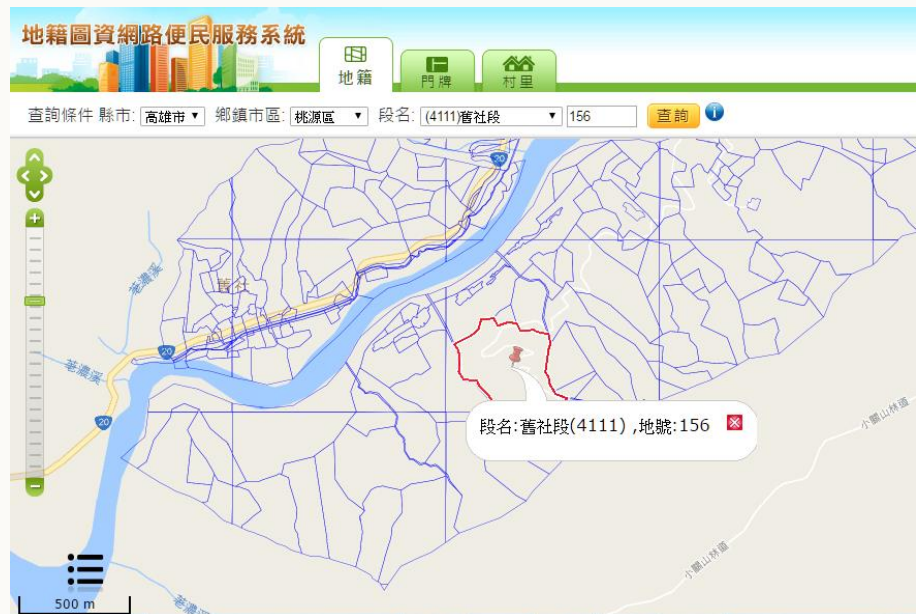 地籍圖資網路便民服務系統
地籍
門牌
村里
查詢條件 縣市: 高雄市 鄉鎮市區: 桃源區 段名: (4111)舊社段 156 查詢
20
舊社
荖濃溪
20
荖濃溪
20
段名:舊社段(4111) ,地號:156
小關山林道
小關山林道
500 m
荖濃溪